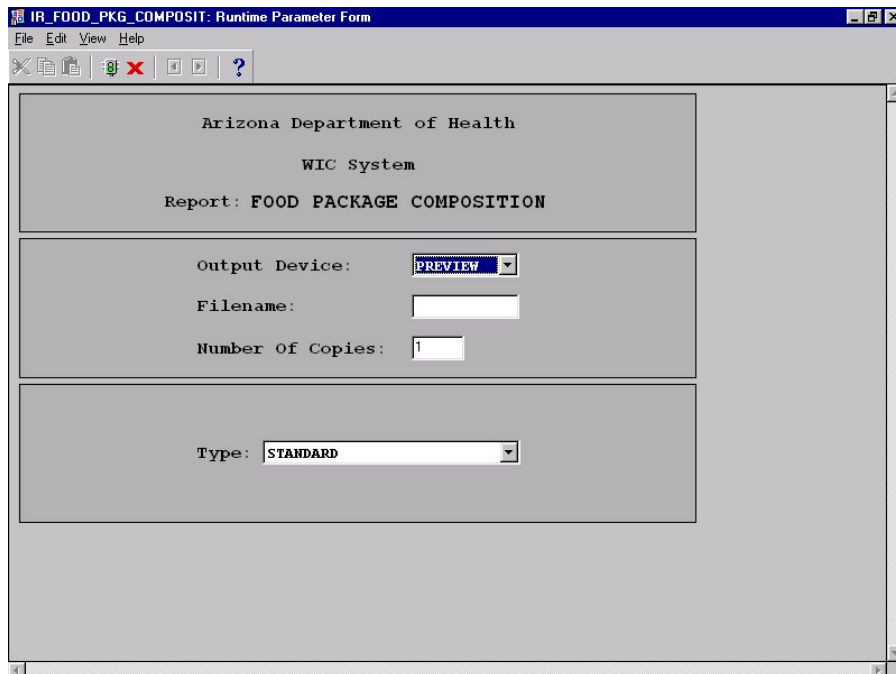 IR_FOOD_PKG_COMPOSIT: Runtime Parameter Form
File Edit View Help
?
Arizona Department of Health
WIC System
Report: FOOD PACKAGE COMPOSITION
Output Device: PREVIEW
Filename:
Number Of Copies: 1
Type: STANDARD